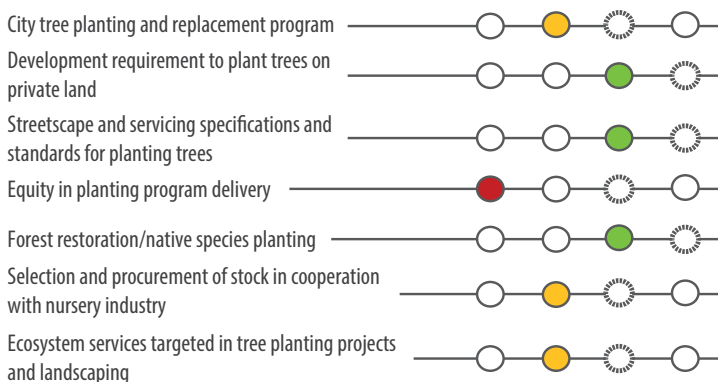 City tree planting and replacement program
Development requirement to plant trees on
private land
Streetscape and servicing specifications and
standards for planting trees
Equity in planting program delivery
Forest restoration/native species planting
Selection and procurement of stock in cooperation
with nursery industry
Ecosystem services targeted in tree planting projects
and landscaping